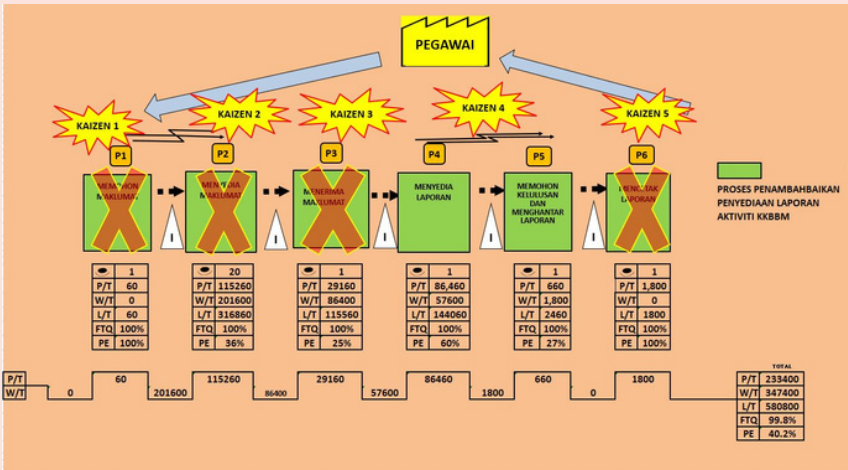 PEGAWAI
KAIZEN 1
KAIZEN 2
KAIZEN 3
KAIZEN 4
KAIZEN 5
P1
P2
P3
P4
P5
P6
MEMOHON
MAKLUMAT
MENYEDIA
MAKLUMAT
MENERIMA
MAKLUMAT
MENYEDIA
LAPORAN
MEMOHON
KELULUSAN
DAN
MENGHANTAR
LAPORAN
MENCETAK
LAPORAN
PROSES PENAMBAHBAIKAN
PENYEDIAAN LAPORAN
AKTIVITI KKBBM
I
I
I
I
I
1
P/T 60
W/T 0
L/T 60
FTQ 100%
PE 100%
20
P/T 115260
W/T 201600
L/T 316860
FTQ 100%
PE 36%
1
P/T 29160
W/T 86400
L/T 115560
FTQ 100%
PE 25%
1
P/T 86,460
W/T 57600
L/T 144060
FTQ 100%
PE 60%
1
P/T 660
W/T 1,800
L/T 2460
FTQ 100%
PE 27%
1
P/T 1,800
W/T 0
L/T 1800
FTQ 100%
PE 100%
P/T 60 115260 29160 86460 660 1800
W/T 0 201600 86400 57600 1800 0
TOTAL
P/T 233400
W/T 347400
L/T 580800
FTQ 99.8%
PE 40.2%